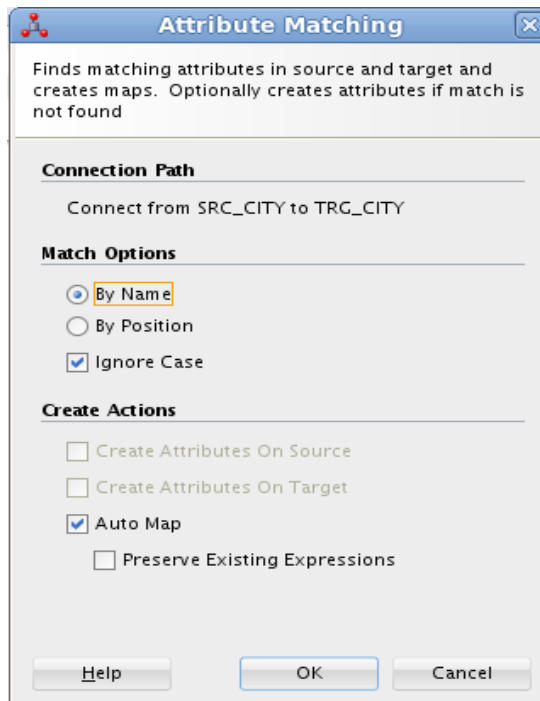 Attribute Matching
Finds matching attributes in source and target and
creates maps. Optionally creates attributes if match is
not found
Connection Path
Connect from SRC_CITY to TRG_CITY
Match Options
By Name
By Position
Ignore Case
Create Actions
Create Attributes On Source
Create Attributes On Target
Auto Map
Preserve Existing Expressions
Help OK Cancel